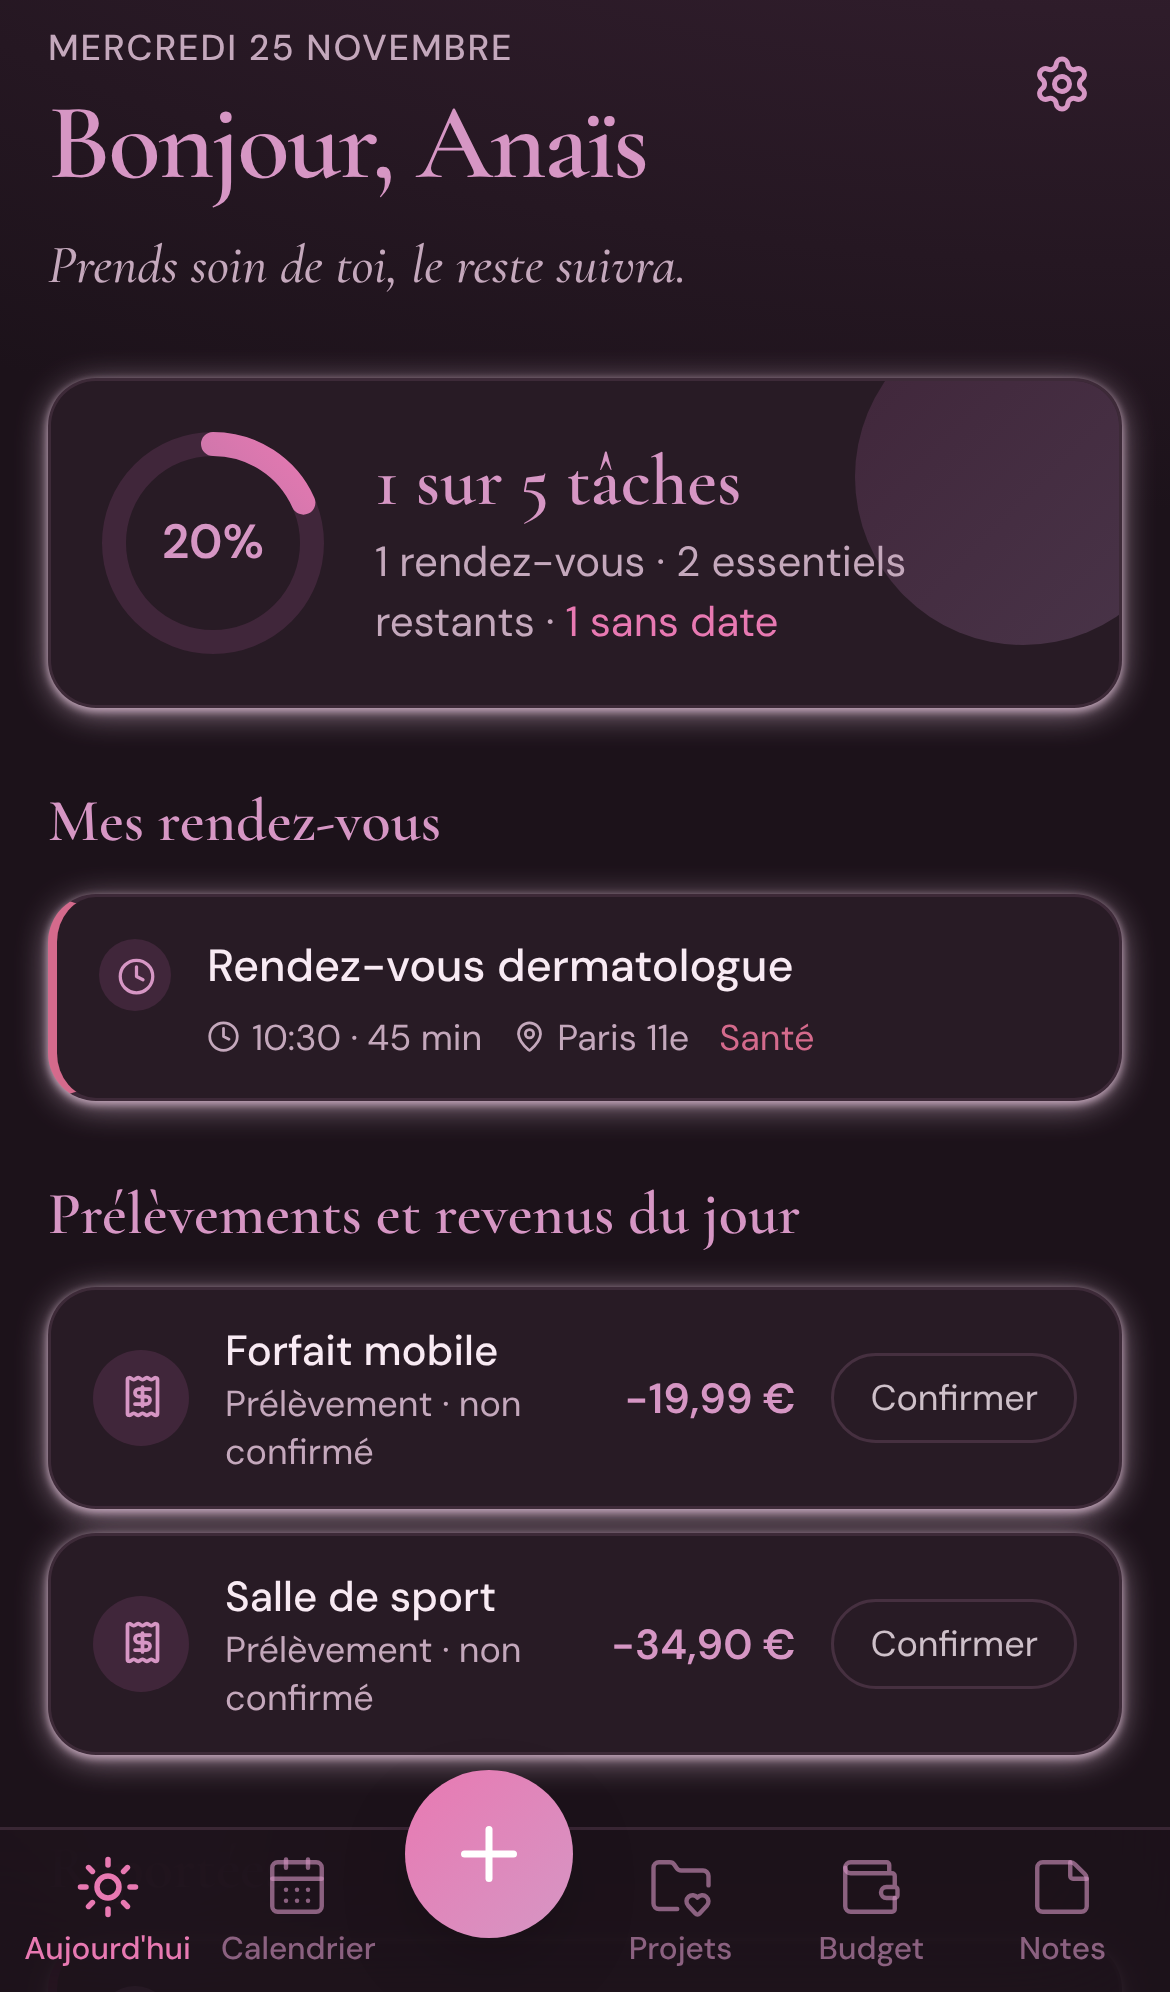 MERCREDI 25 NOVEMBRE
Bonjour, Anaïs
Prends soin de toi, le reste suivra.
20%
1 sur 5 tâches
1 rendez-vous · 2 essentiels
restants · 1 sans date
Mes rendez-vous
Rendez-vous dermatologue
10:30 · 45 min Paris 11e Santé
Prélèvements et revenus du jour
Forfait mobile
Prélèvement · non
confirmé
-19,99 €
Confirmer
Salle de sport
Prélèvement · non
confirmé
-34,90 €
Confirmer
Aujourd'hui
Calendrier
Projets
Budget
Notes